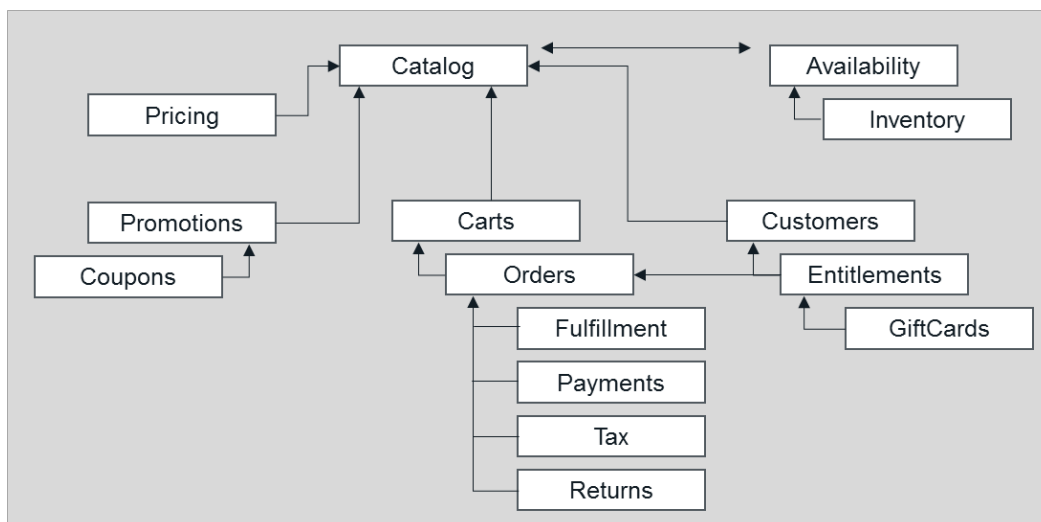 Catalog
Availability
Pricing
Inventory
Promotions
Carts
Customers
Coupons
Orders
Entitlements
Fulfillment
GiftCards
Payments
Tax
Returns